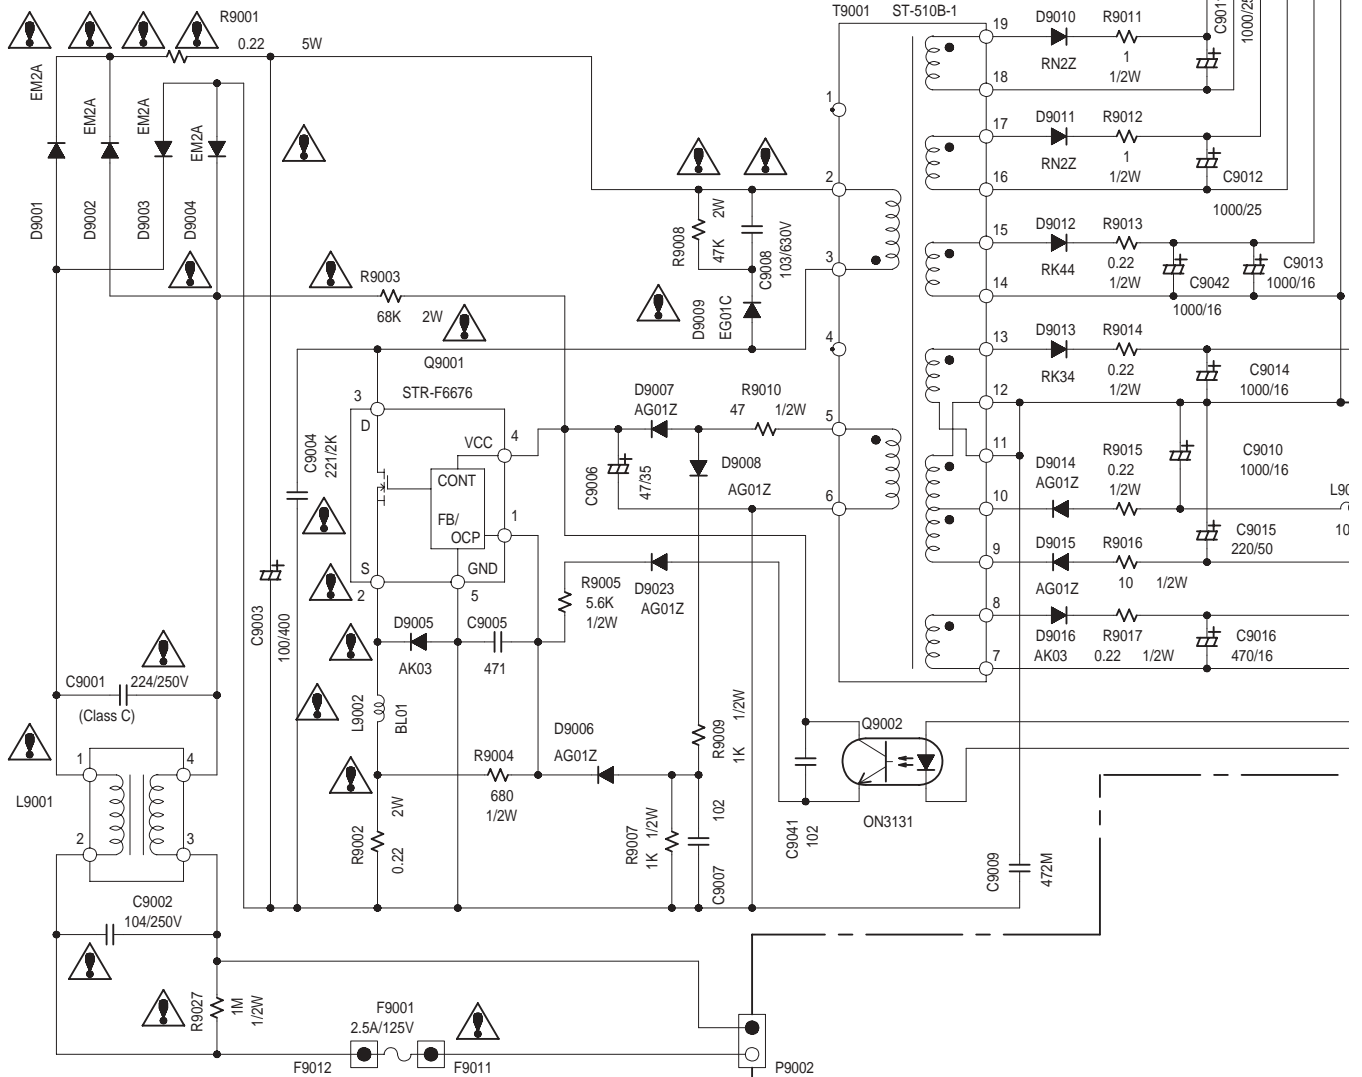 R9001
0.22
5W
EM2A
EM2A
EM2A
EM2A
D9001
D9002
D9003
D9004
T9001
ST-510B-1
19
D9010
R9011
RN2Z
1
1/2W
18
1000/25
1
17
D9011
R9012
RN2Z
1
1/2W
16
C9012
1000/25
2
3
R9008
47K
2W
C9008
103/630V
D9009
EG01C
15
D9012
R9013
RK44
0.22
1/2W
14
C9042
1000/16
C9013
1000/16
R9003
68K
2W
4
13
D9013
R9014
RK34
0.22
1/2W
12
C9014
1000/16
Q9001
STR-F6676
3
D
VCC
4
CONT
FB/
OCP
1
S
GND
2
5
C9004
221/2K
D9007
AG01Z
R9010
47
1/2W
5
C9006
47/35
D9008
AG01Z
6
11
D9014
AG01Z
R9015
0.22
1/2W
C9010
1000/16
10
9
D9015
AG01Z
R9016
10
1/2W
C9015
220/50
8
D9016
AK03
R9017
0.22
1/2W
C9016
470/16
7
C9003
100/400
R9005
5.6K
1/2W
D9023
AG01Z
D9005
AK03
C9005
471
C9001
224/250V
(Class C)
L9002
BL01
D9006
AG01Z
R9009
1K
1/2W
Q9002
ON3131
R9004
680
1/2W
1
4
L9001
2
3
R9002
0.22
2W
R9007
1K
1/2W
102
C9007
C9041
102
C9009
472M
C9002
104/250V
R9027
1M
1/2W
F9001
2.5A/125V
F9012
F9011
P9002